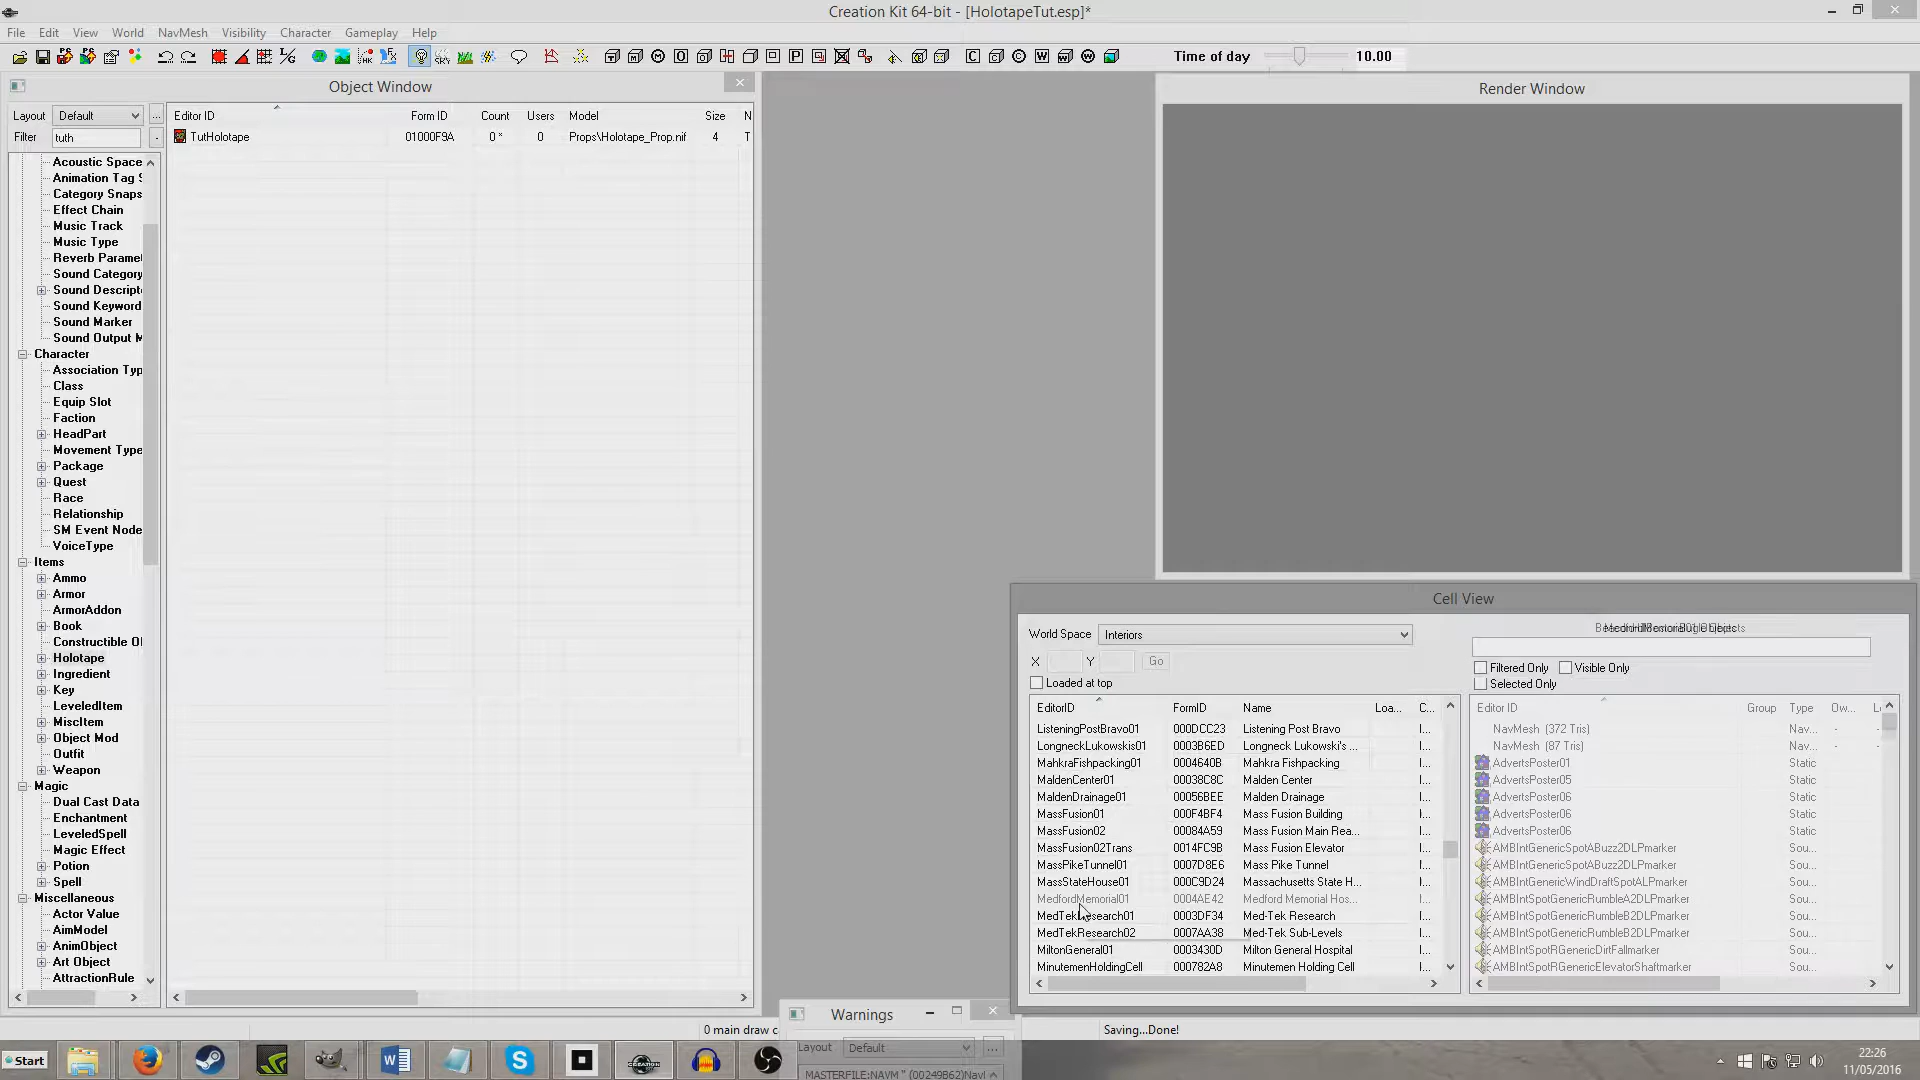 Creation Kit 64-bit - [HolotapeTut.esp]*
File Edit View World NavMesh Visibility Character Gameplay Help
Time of day 10.00
Object Window
Layout Default ...
Filter tuth
Editor ID Form ID Count Users Model Size N
TutHolotape 01000F9A 0 * 0 Props\Holotape_Prop.nif 4 T
Acoustic Space
Animation Tag S
Category Snaps
Effect Chain
Music Track
Music Type
Reverb Parame
Sound Category
Sound Descript
Sound Keyword
Sound Marker
Sound Output M
Character
Association Typ
Class
Equip Slot
Faction
HeadPart
Movement Type
Package
Quest
Race
Relationship
SM Event Node
VoiceType
Items
Ammo
Armor
ArmorAddon
Book
Constructible Ol
Holotape
Ingredient
Key
LeveledItem
MiscItem
Object Mod
Outfit
Weapon
Magic
Dual Cast Data
Enchantment
LeveledSpell
Magic Effect
Potion
Spell
Miscellaneous
Actor Value
AimModel
AnimObject
Art Object
AttractionRule
Render Window
Cell View
World Space Interiors
X Y Go
Loaded at top
Filtered Only Visible Only
Selected Only
EditorID FormID Name Loa... C...
ListeningPostBravo01 000DCC23 Listening Post Bravo I...
LongneckLukowskis01 0003B6ED Longneck Lukowski's ... I...
MahkraFishpacking01 0004640B Mahkra Fishpacking I...
MaldenCenter01 00038C8C Malden Center I...
MaldenDrainage01 00056BEE Malden Drainage I...
MassFusion01 000F4BF4 Mass Fusion Building I...
MassFusion02 00084A59 Mass Fusion Main Rea... I...
MassFusion02Trans 0014FC9B Mass Fusion Elevator I...
MassPikeTunnel01 0007D8E6 Mass Pike Tunnel I...
MassStateHouse01 000C9D24 Massachusetts State H... I...
MedfordMemorial01 0004AE42 Medford Memorial Hos... I...
MedTekResearch01 0003DF34 Med-Tek Research I...
MedTekResearch02 0007AA38 Med-Tek Sub-Levels I...
MiltonGeneral01 0003430D Milton General Hospital I...
MinutemenHoldingCell 000782A8 Minutemen Holding Cell I...
Editor ID Group Type Ow...
NavMesh (372 Tris) Nav... -
NavMesh (87 Tris) Nav... -
AdvertsPoster01 Static
AdvertsPoster05 Static
AdvertsPoster06 Static
AdvertsPoster06 Static
AdvertsPoster06 Static
AMBIntGenericSpotABuzz2DLPmarker Sou...
AMBIntGenericSpotABuzz2DLPmarker Sou...
AMBIntGenericWindDraftSpotALPmarker Sou...
AMBIntSpotGenericRumbleA2DLPmarker Sou...
AMBIntSpotGenericRumbleB2DLPmarker Sou...
AMBIntSpotGenericRumbleB2DLPmarker Sou...
AMBIntSpotRGenericDirtFallmarker Sou...
AMBIntSpotRGenericElevatorShaftmarker Sou...
Warnings
0 main draw c
Saving...Done!
Layout Default ...
MASTERFILE:NAVM '' (00249B62)Navl
Start
22:26
11/05/2016